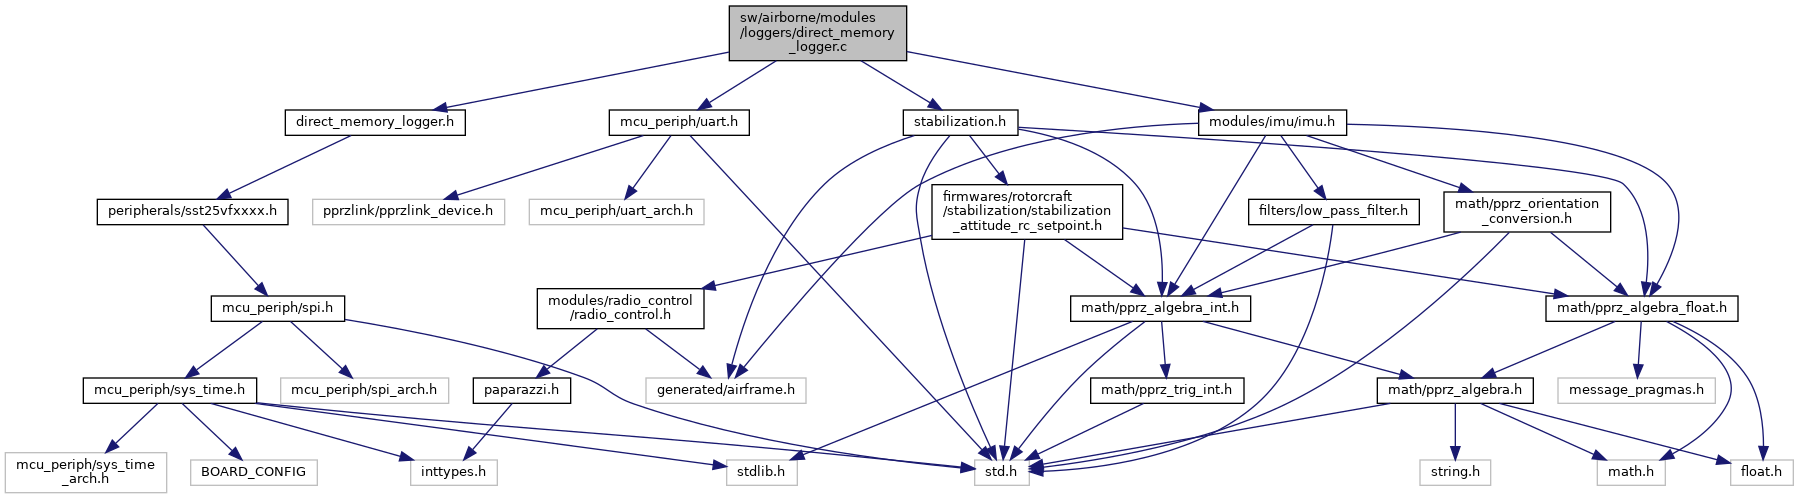 sw/airborne/modules
/loggers/direct_memory
_logger.c
direct_memory_logger.h
mcu_periph/uart.h
stabilization.h
modules/imu/imu.h
peripherals/sst25vfxxxx.h
pprzlink/pprzlink_device.h
mcu_periph/uart_arch.h
firmwares/rotorcraft
/stabilization/stabilization
_attitude_rc_setpoint.h
filters/low_pass_filter.h
math/pprz_orientation
_conversion.h
mcu_periph/spi.h
modules/radio_control
/radio_control.h
math/pprz_algebra_int.h
math/pprz_algebra_float.h
mcu_periph/sys_time.h
mcu_periph/spi_arch.h
paparazzi.h
generated/airframe.h
math/pprz_trig_int.h
math/pprz_algebra.h
message_pragmas.h
mcu_periph/sys_time
_arch.h
BOARD_CONFIG
inttypes.h
stdlib.h
std.h
string.h
math.h
float.h